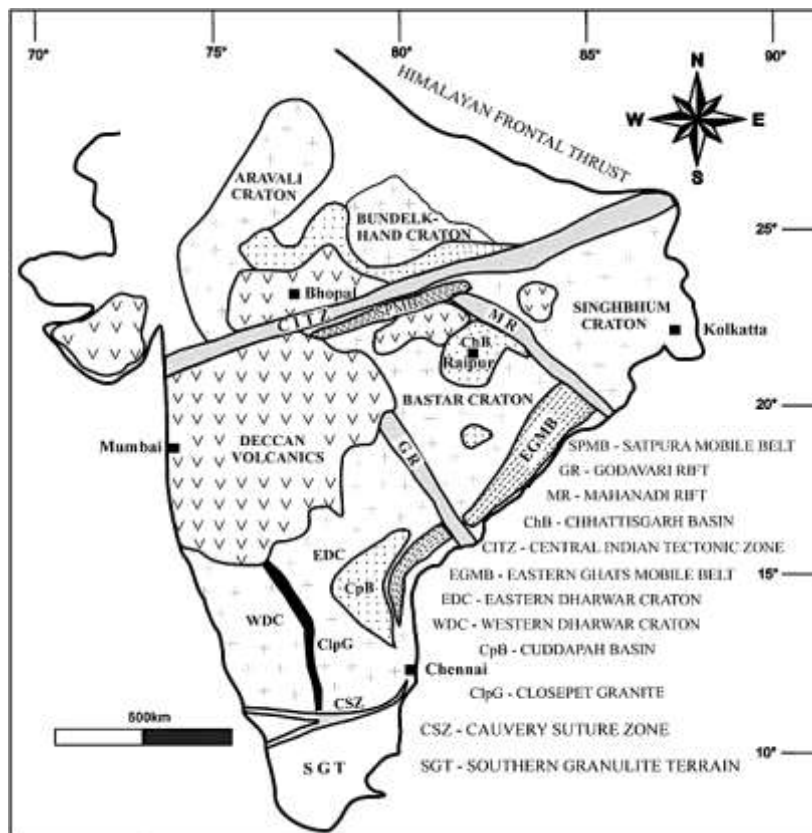 70° 75° 80° 85° 90°
N
W E
S
HIMALAYAN FRONTAL THRUST
ARAVALI
CRATON
BUNDELK-
HAND CRATON
25°
Bhopal
SPMB
CITZ
MR
SINGHBHUM
CRATON
Kolkatta
ChB
Raipur
BASTAR CRATON
20°
Mumbai
DECCAN
VOLCANICS
GR
EGMB
SPMB - SATPURA MOBILE BELT
GR - GODAVARI RIFT
MR - MAHANADI RIFT
ChB - CHHATTISGARH BASIN
CITZ - CENTRAL INDIAN TECTONIC ZONE
EDC
CpB
EGMB - EASTERN GHATS MOBILE BELT
15°
EDC - EASTERN DHARWAR CRATON
WDC
WDC - WESTERN DHARWAR CRATON
ClpG
CpB - CUDDAPAH BASIN
Chennai
ClpG - CLOSEPET GRANITE
CSZ
500km
CSZ - CAUVERY SUTURE ZONE
10°
SGT
SGT - SOUTHERN GRANULITE TERRAIN